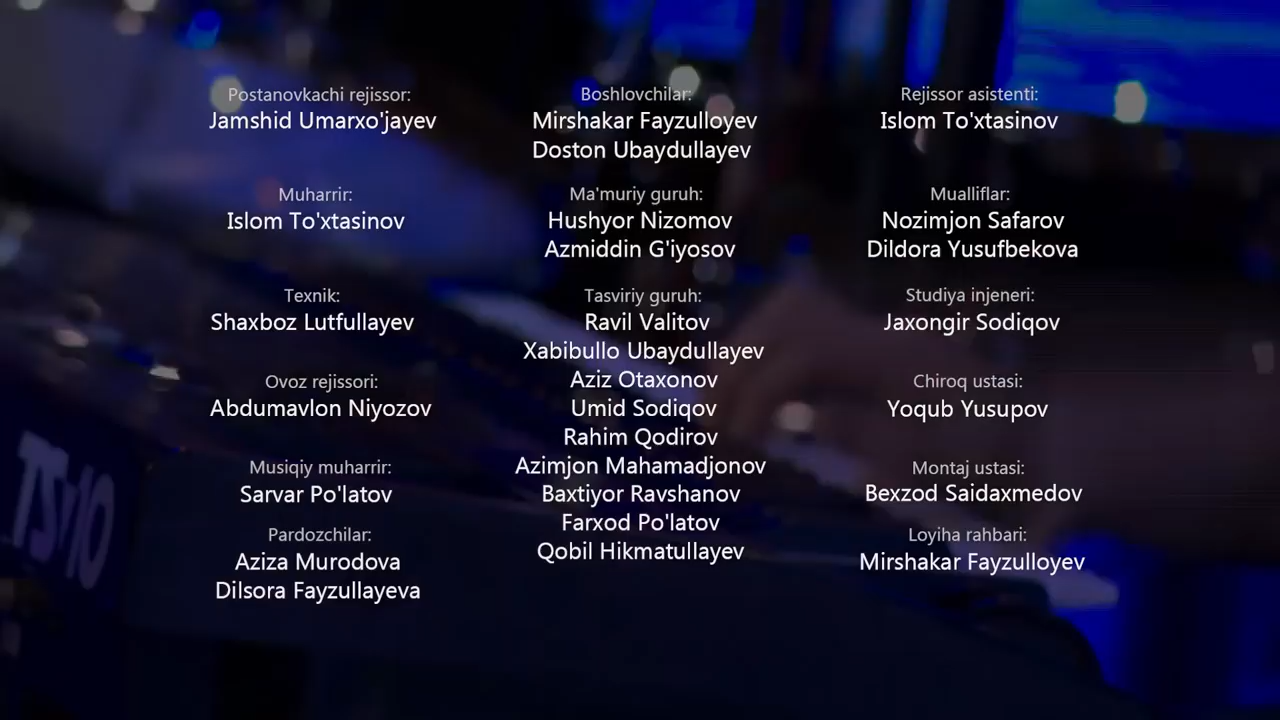 Postanovkachi rejissor:
Jamshid Umarxo'jayev
Muharrir:
Islom To'xtasinov
Texnik:
Shaxboz Lutfullayev
Ovoz rejissori:
Abdumavlon Niyozov
Musiqiy muharrir:
Sarvar Po'latov
Pardozchilar:
Aziza Murodova
Dilsora Fayzullayeva
Boshlovchilar:
Mirshakar Fayzulloyev
Doston Ubaydullayev
Ma'muriy guruh:
Hushyor Nizomov
Azmiddin G'iyosov
Tasviriy guruh:
Ravil Valitov
Xabibullo Ubaydullayev
Aziz Otaxonov
Umid Sodiqov
Rahim Qodirov
Azimjon Mahamadjonov
Baxtiyor Ravshanov
Farxod Po'latov
Qobil Hikmatullayev
Rejissor asistenti:
Islom To'xtasinov
Mualliflar:
Nozimjon Safarov
Dildora Yusufbekova
Studiya injeneri:
Jaxongir Sodiqov
Chiroq ustasi:
Yoqub Yusupov
Montaj ustasi:
Bexzod Saidaxmedov
Loyiha rahbari:
Mirshakar Fayzulloyev